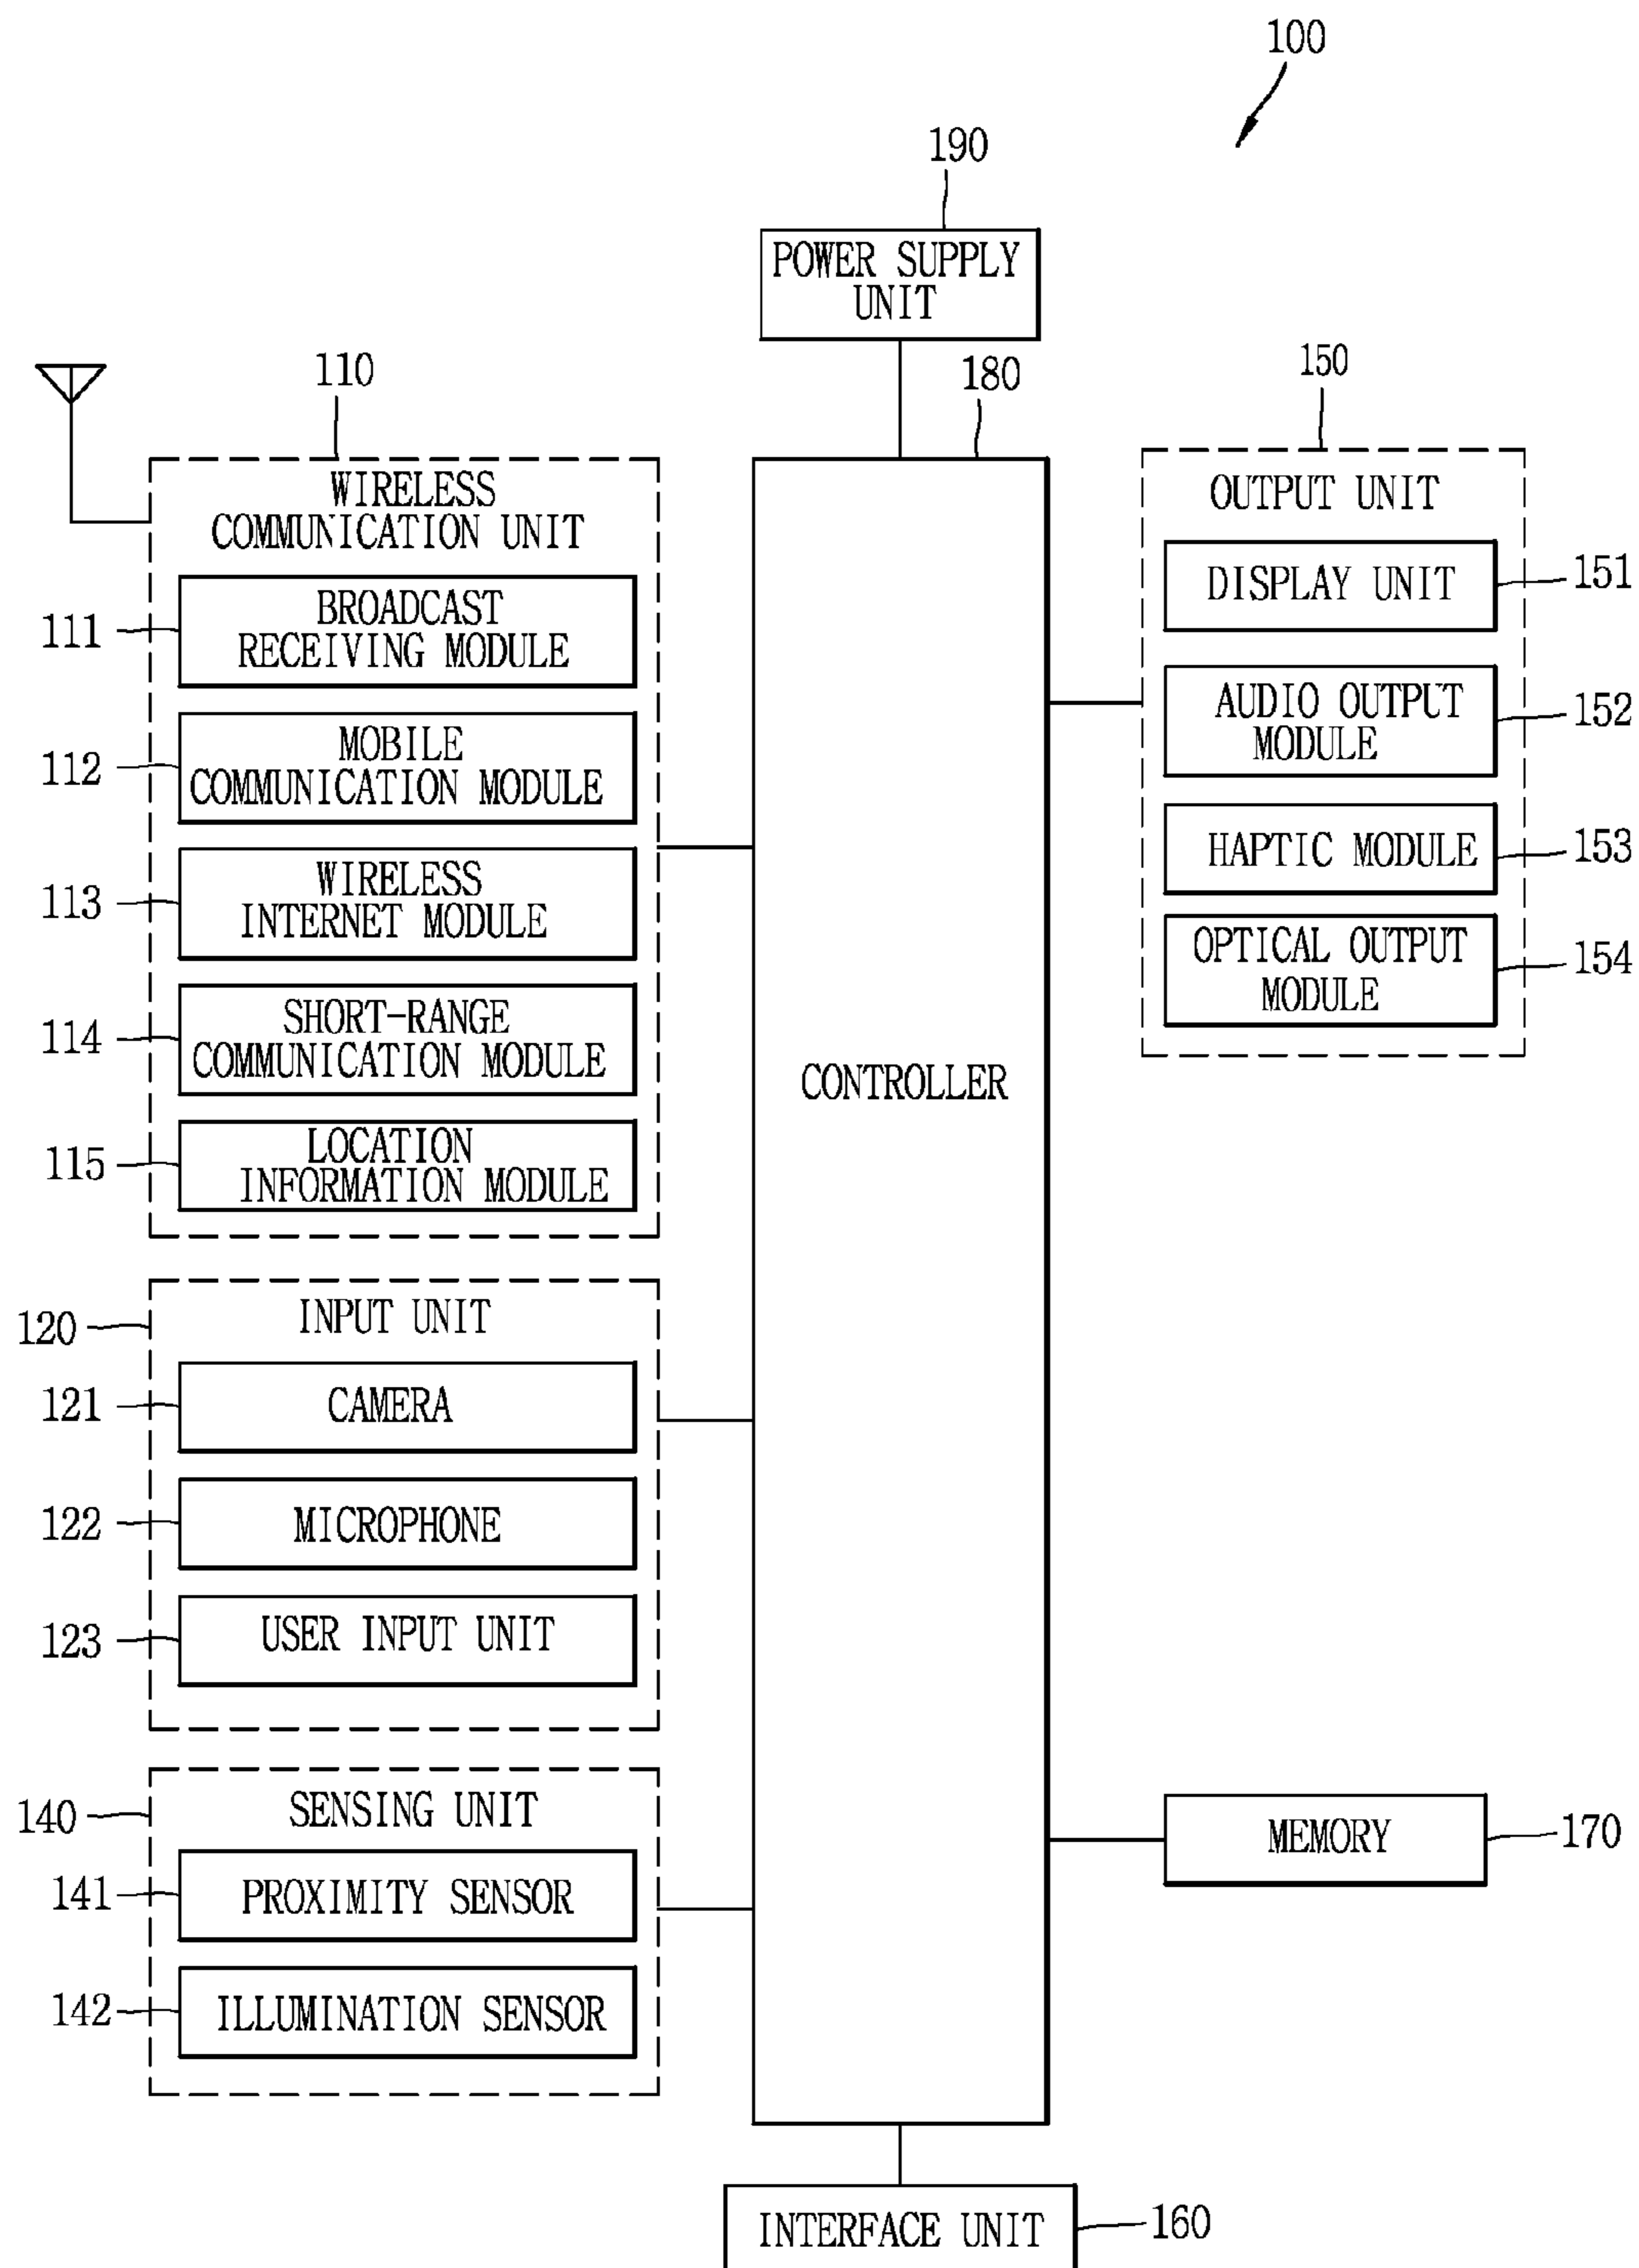 100
190
POWER SUPPLY
UNIT
110
180
150
WIRELESS
COMMUNICATION UNIT
111
BROADCAST
RECEIVING MODULE
112
MOBILE
COMMUNICATION MODULE
113
WIRELESS
INTERNET MODULE
114
SHORT-RANGE
COMMUNICATION MODULE
115
LOCATION
INFORMATION MODULE
120
INPUT UNIT
121
CAMERA
122
MICROPHONE
123
USER INPUT UNIT
140
SENSING UNIT
141
PROXIMITY SENSOR
142
ILLUMINATION SENSOR
CONTROLLER
OUTPUT UNIT
DISPLAY UNIT
151
AUDIO OUTPUT
MODULE
152
HAPTIC MODULE
153
OPTICAL OUTPUT
MODULE
154
MEMORY
170
INTERFACE UNIT
160